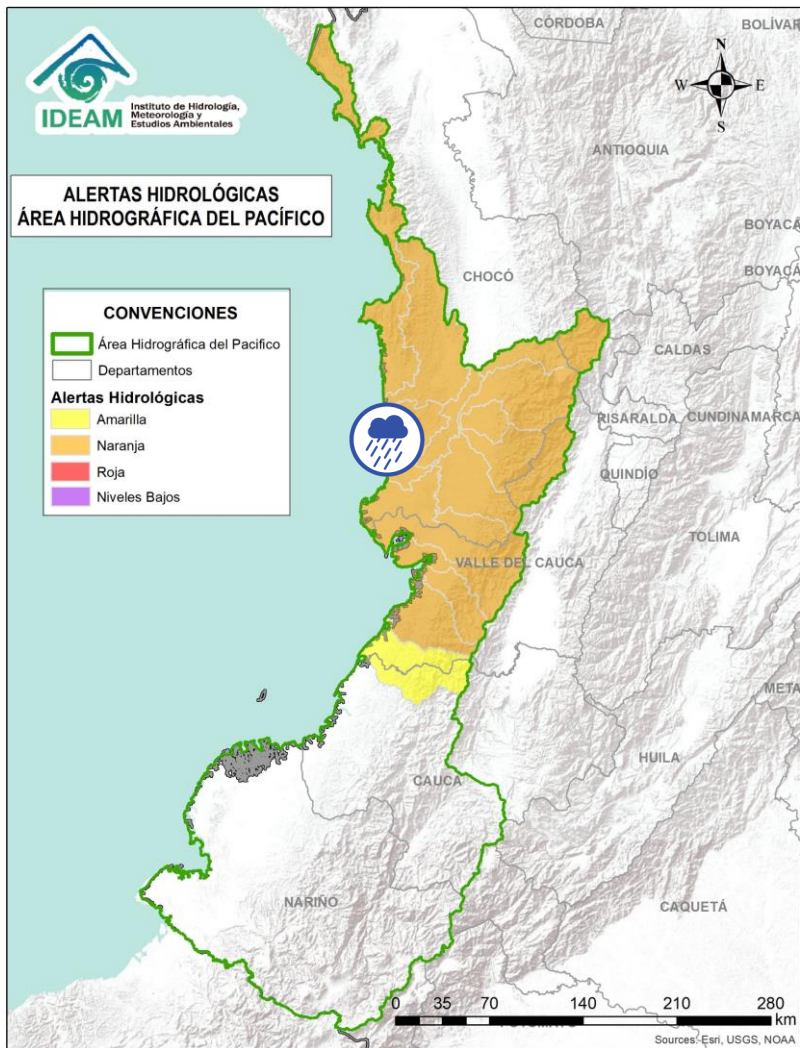 IDEAM
Instituto de Hidrología,
Meteorología y
Estudios Ambientales
ALERTAS HIDROLÓGICAS
ÁREA HIDROGRÁFICA DEL PACÍFICO
CONVENCIONES
Área Hidrográfica del Pacifico
Departamentos
Alertas Hidrológicas
Amarilla
Naranja
Roja
Niveles Bajos
N
W
E
S
CÓRDOBA
BOLÍVAR
ANTIOQUIA
BOYACÁ
BOYACÁ
CHOCÓ
CALDAS
RISARALDA
CUNDINAMARCA
QUINDÍO
TOLIMA
VALLE DEL CAUCA
META
HUILA
CAUCA
NARIÑO
CAQUETÁ
0 35 70 140 210 280
km
Sources: Esri, USGS, NOAA